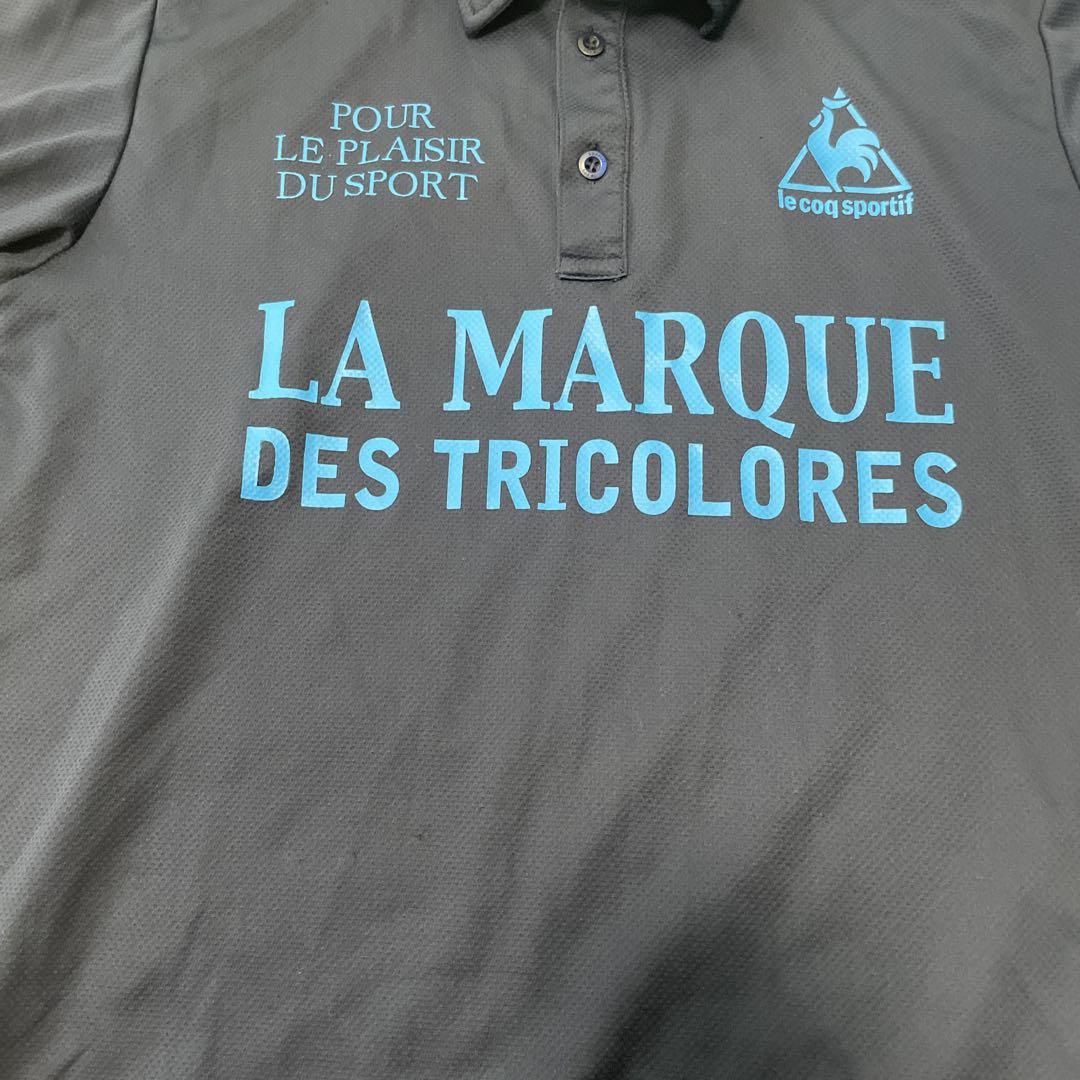 POUR
LE PLAISIR
DU SPORT
le coq sportif
LA MARQUE
DES TRICOLORES